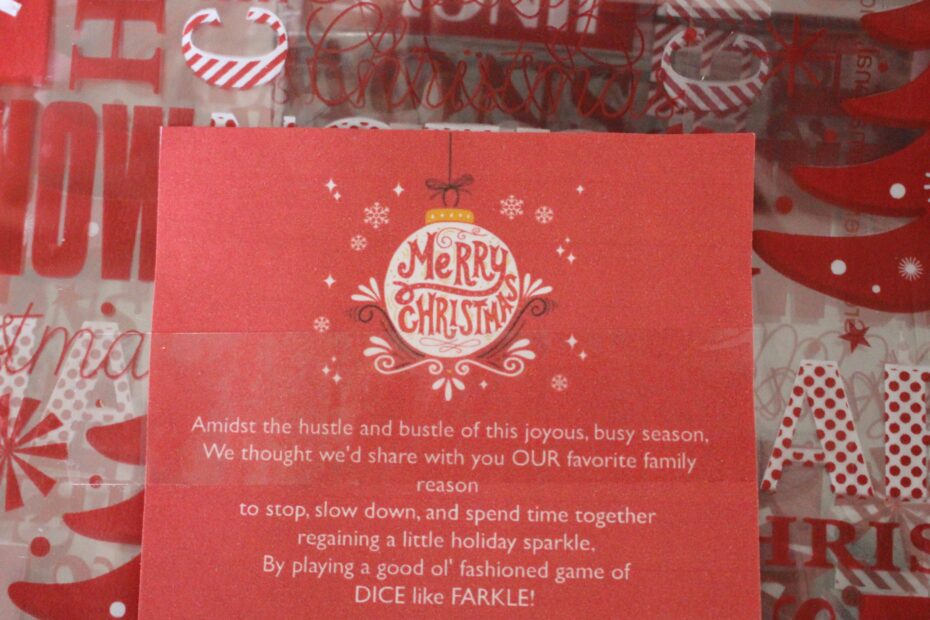 MERRY
CHRISTMAS
Amidst the hustle and bustle of this joyous, busy season,
We thought we'd share with you OUR favorite family
reason
to stop, slow down, and spend time together
regaining a little holiday sparkle,
By playing a good ol' fashioned game of
DICE like FARKLE!
Christmas